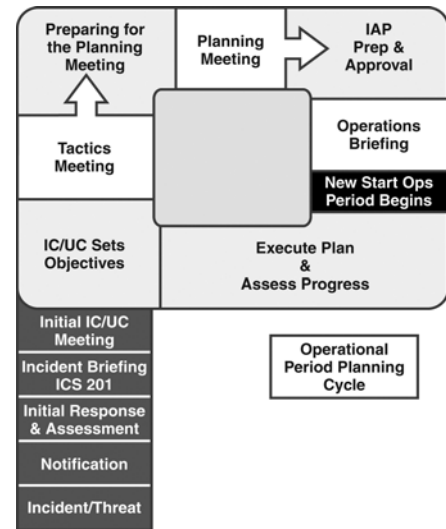 Preparing for
the Planning
Meeting
Planning
Meeting
IAP
Prep &
Approval
Tactics
Meeting
Operations
Briefing
New Start Ops
Period Begins
IC/UC Sets
Objectives
Execute Plan
&
Assess Progress
Initial IC/UC
Meeting
Incident Briefing
ICS 201
Initial Response
& Assessment
Notification
Incident/Threat
Operational
Period Planning
Cycle